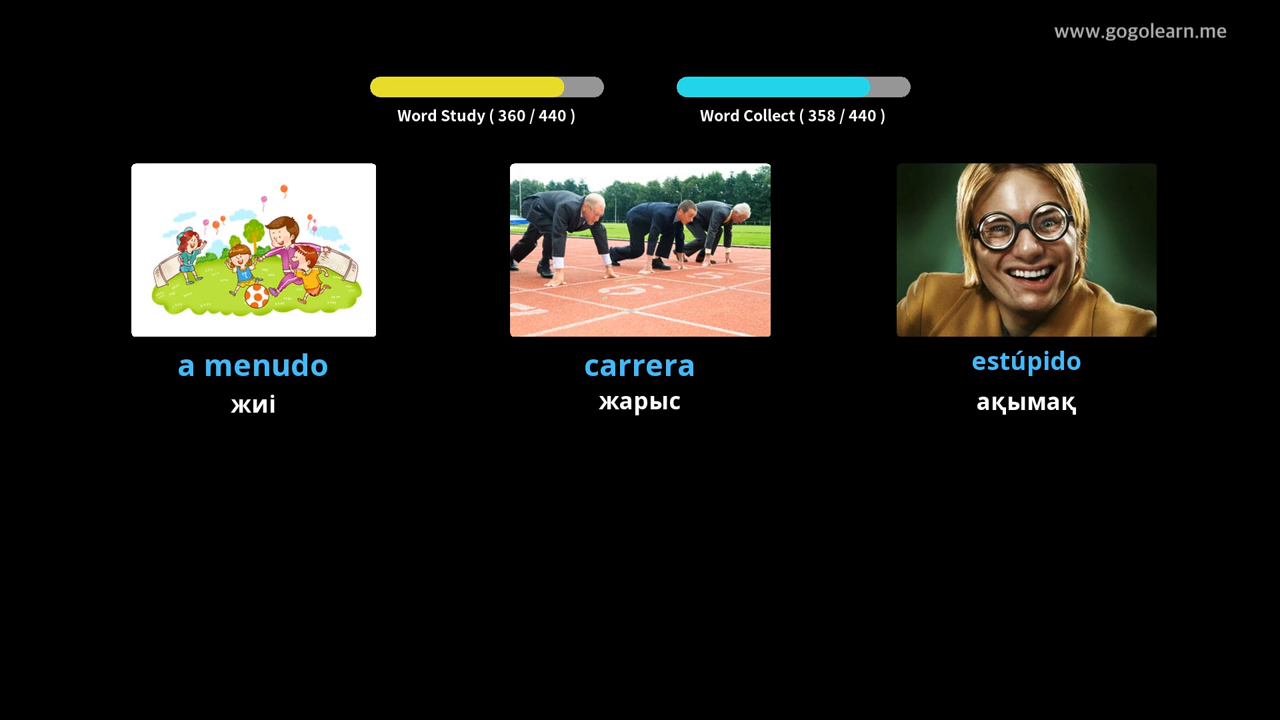 www.gogolearn.me
Word Study ( 360 / 440 )
Word Collect ( 358 / 440 )
a menudo
жиі
carrera
жарыс
estúpido
ақымақ